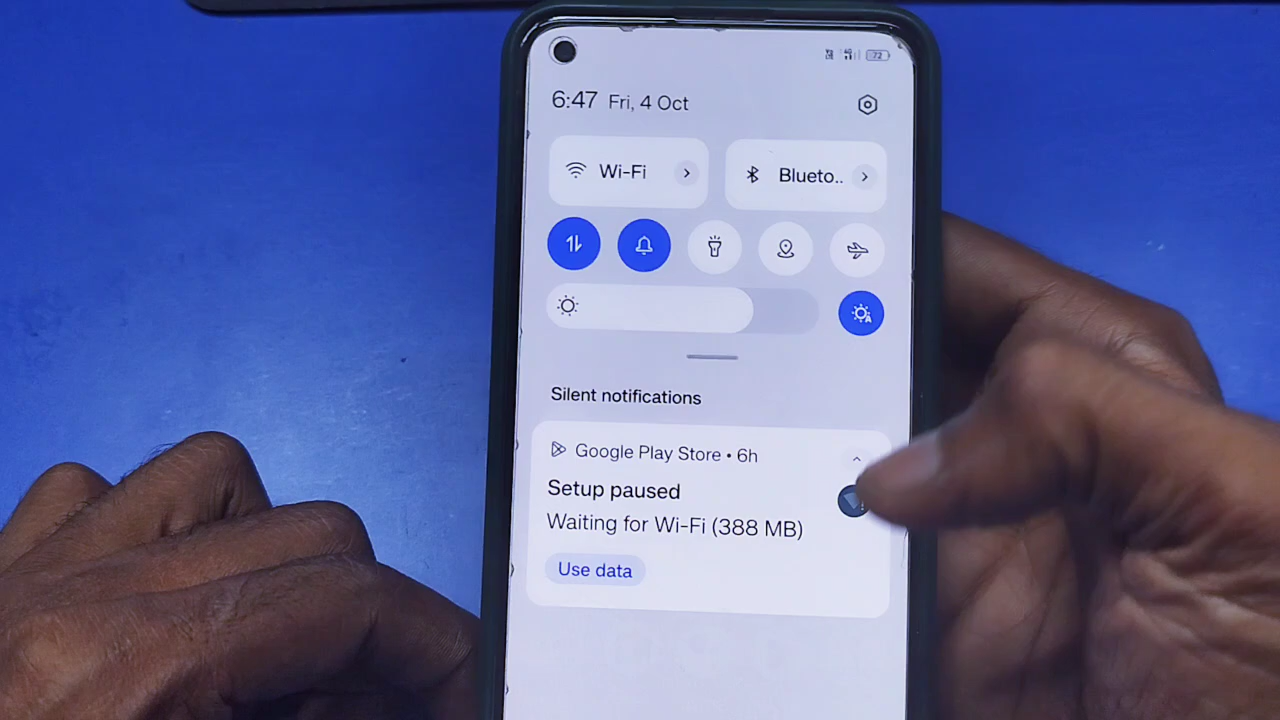 72
6:47 Fri, 4 Oct
Wi-Fi
Blueto..
Silent notifications
Google Play Store • 6h
Setup paused
Waiting for Wi-Fi (388 MB)
Use data